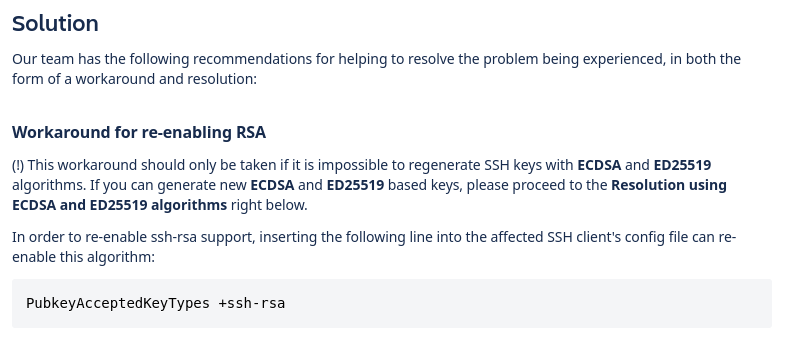 Solution
Our team has the following recommendations for helping to resolve the problem being experienced, in both the
form of a workaround and resolution:
Workaround for re-enabling RSA
(!) This workaround should only be taken if it is impossible to regenerate SSH keys with ECDSA and ED25519
algorithms. If you can generate new ECDSA and ED25519 based keys, please proceed to the Resolution using
ECDSA and ED25519 algorithms right below.
In order to re-enable ssh-rsa support, inserting the following line into the affected SSH client's config file can re-
enable this algorithm:
PubkeyAcceptedKeyTypes +ssh-rsa